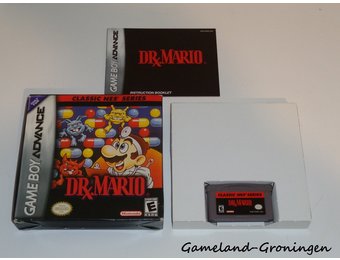 GAME BOY ADVANCE
DR. MARIO
INSTRUCTION BOOKLET
GAME BOY ADVANCE
CLASSIC NES SERIES
DR. MARIO
Nintendo
E
CLASSIC NES SERIES
DR. MARIO
Gameland-Groningen